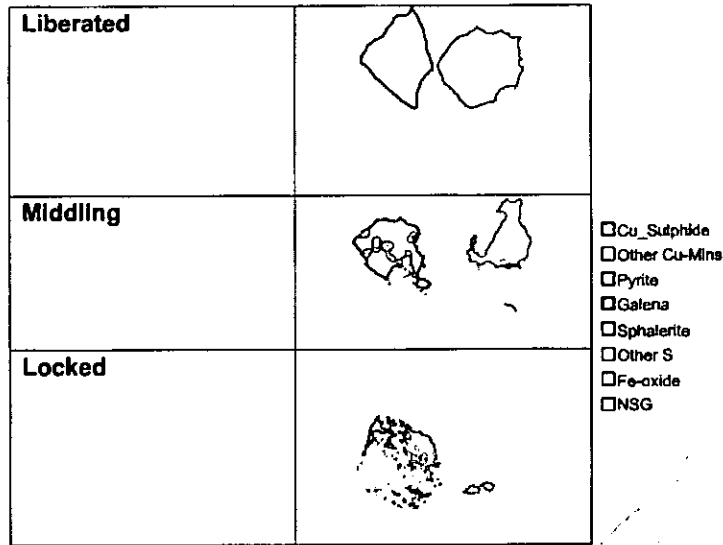 Liberated
Middling
Locked
Cu_Sulphide
Other Cu-Mins
Pyrite
Galena
Sphalerite
Other S
Fe-oxide
NSG